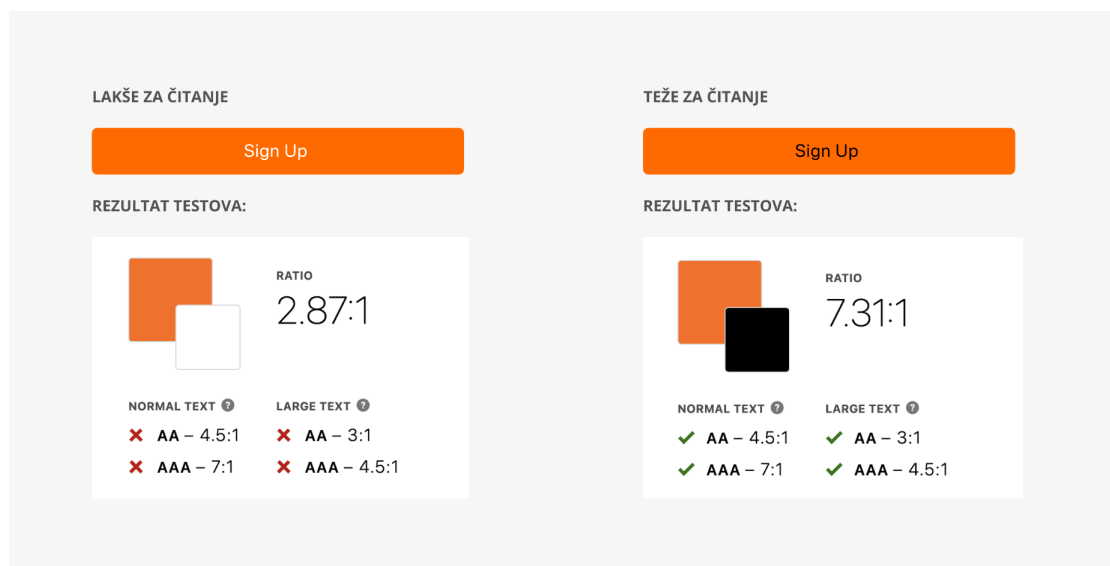 LAKŠE ZA ČITANJE
Sign Up
REZULTAT TESTOVA:
RATIO
2.87:1
NORMAL TEXT ?
AA – 4.5:1
AAA – 7:1
LARGE TEXT ?
AA – 3:1
AAA – 4.5:1
TEŽE ZA ČITANJE
Sign Up
REZULTAT TESTOVA:
RATIO
7.31:1
NORMAL TEXT ?
AA – 4.5:1
AAA – 7:1
LARGE TEXT ?
AA – 3:1
AAA – 4.5:1